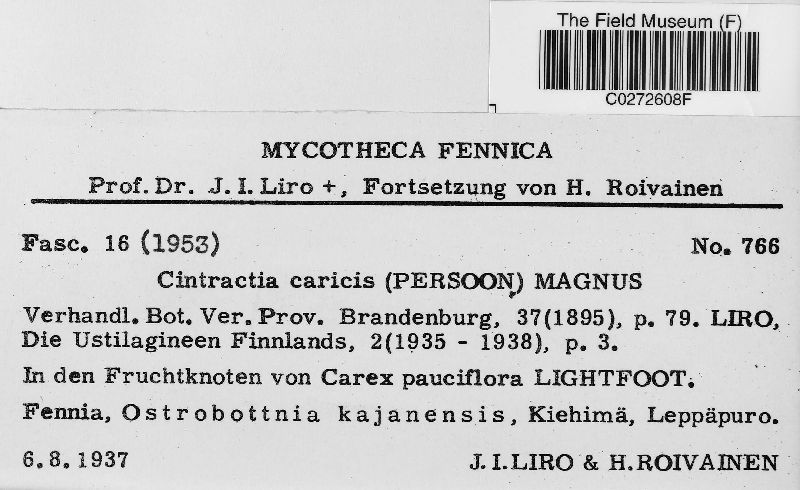 The Field Museum (F)
C0272608F
MYCOTHECA FENNICA
Prof. Dr. J. I. Liro +, Fortsetzung von H. Roivainen
Fasc. 16 (1953) No. 766
Cintractia caricis (PERSOON) MAGNUS
Verhandl. Bot. Ver. Prov. Brandenburg, 37(1895), p. 79. LIRO,
Die Ustilagineen Finnlands, 2(1935 - 1938), p. 3.
In den Fruchtknoten von Carex pauciflora LIGHTFOOT.
Fennia, Ostrobottnia kajanensis, Kiehimä, Leppäpuro.
6.8.1937 J. I. LIRO & H. ROIVAINEN